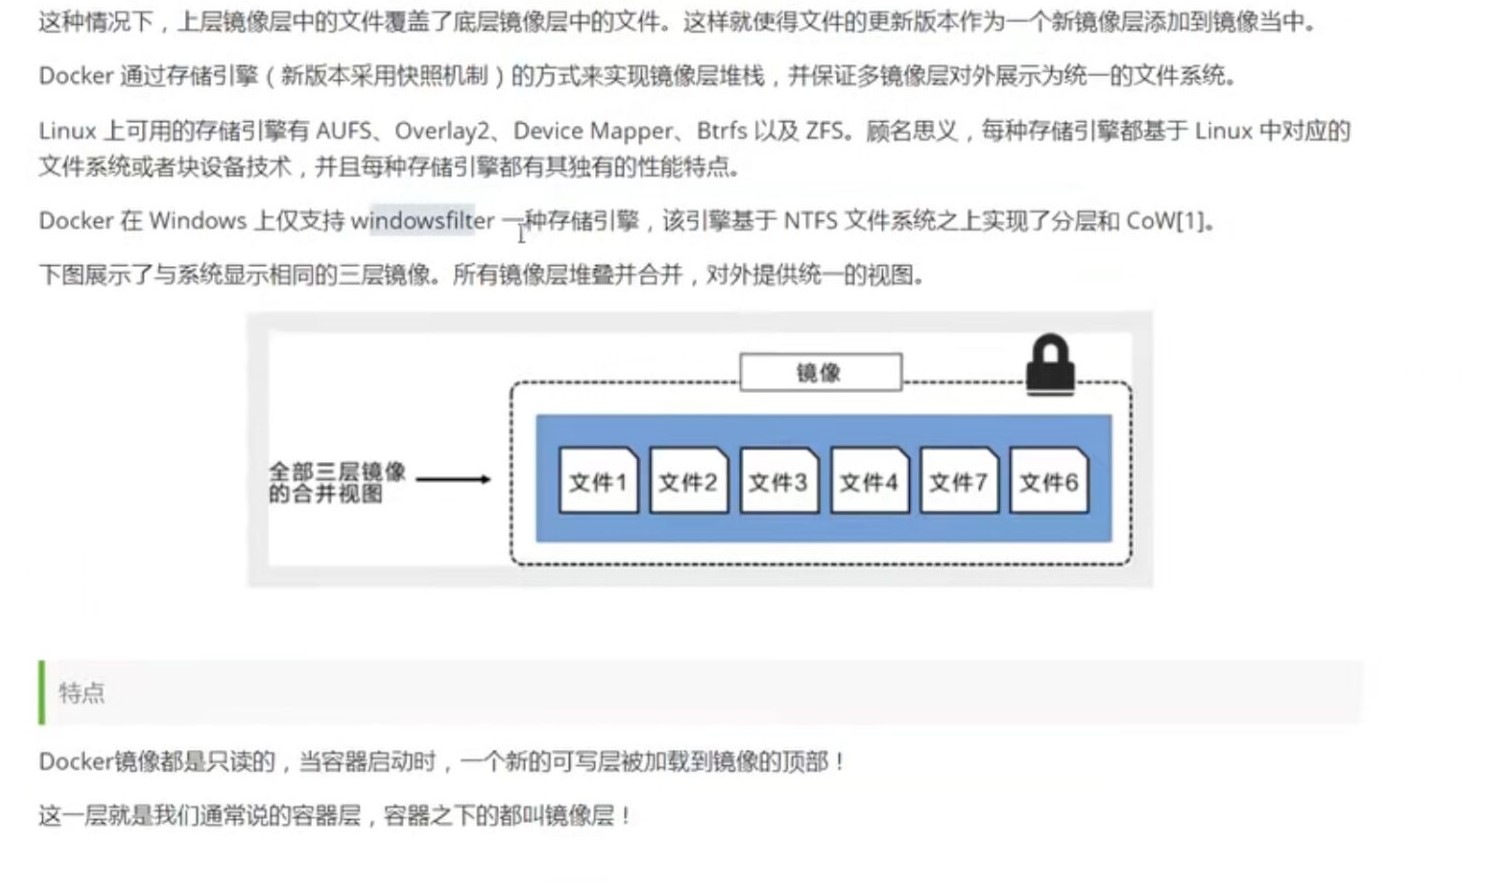 这种情况下，上层镜像层中的文件覆盖了底层镜像层中的文件。这样就使得文件的更新版本作为一个新镜像层添加到镜像当中。
Docker 通过存储引擎（新版本采用快照机制）的方式来实现镜像层堆栈，并保证多镜像层对外展示为统一的文件系统。
Linux 上可用的存储引擎有 AUFS、Overlay2、Device Mapper、Btrfs 以及 ZFS。顾名思义，每种存储引擎都基于 Linux 中对应的
文件系统或者块设备技术，并且每种存储引擎都有其独有的性能特点。
Docker 在 Windows 上仅支持 windowsfilter 一种存储引擎，该引擎基于 NTFS 文件系统之上实现了分层和 CoW[1]。
下图展示了与系统显示相同的三层镜像。所有镜像层堆叠并合并，对外提供统一的视图。
镜像
全部三层镜像
的合并视图
文件1 文件2 文件3 文件4 文件7 文件6
特点
Docker镜像都是只读的，当容器启动时，一个新的可写层被加载到镜像的顶部！
这一层就是我们通常说的容器层，容器之下的都叫镜像层！